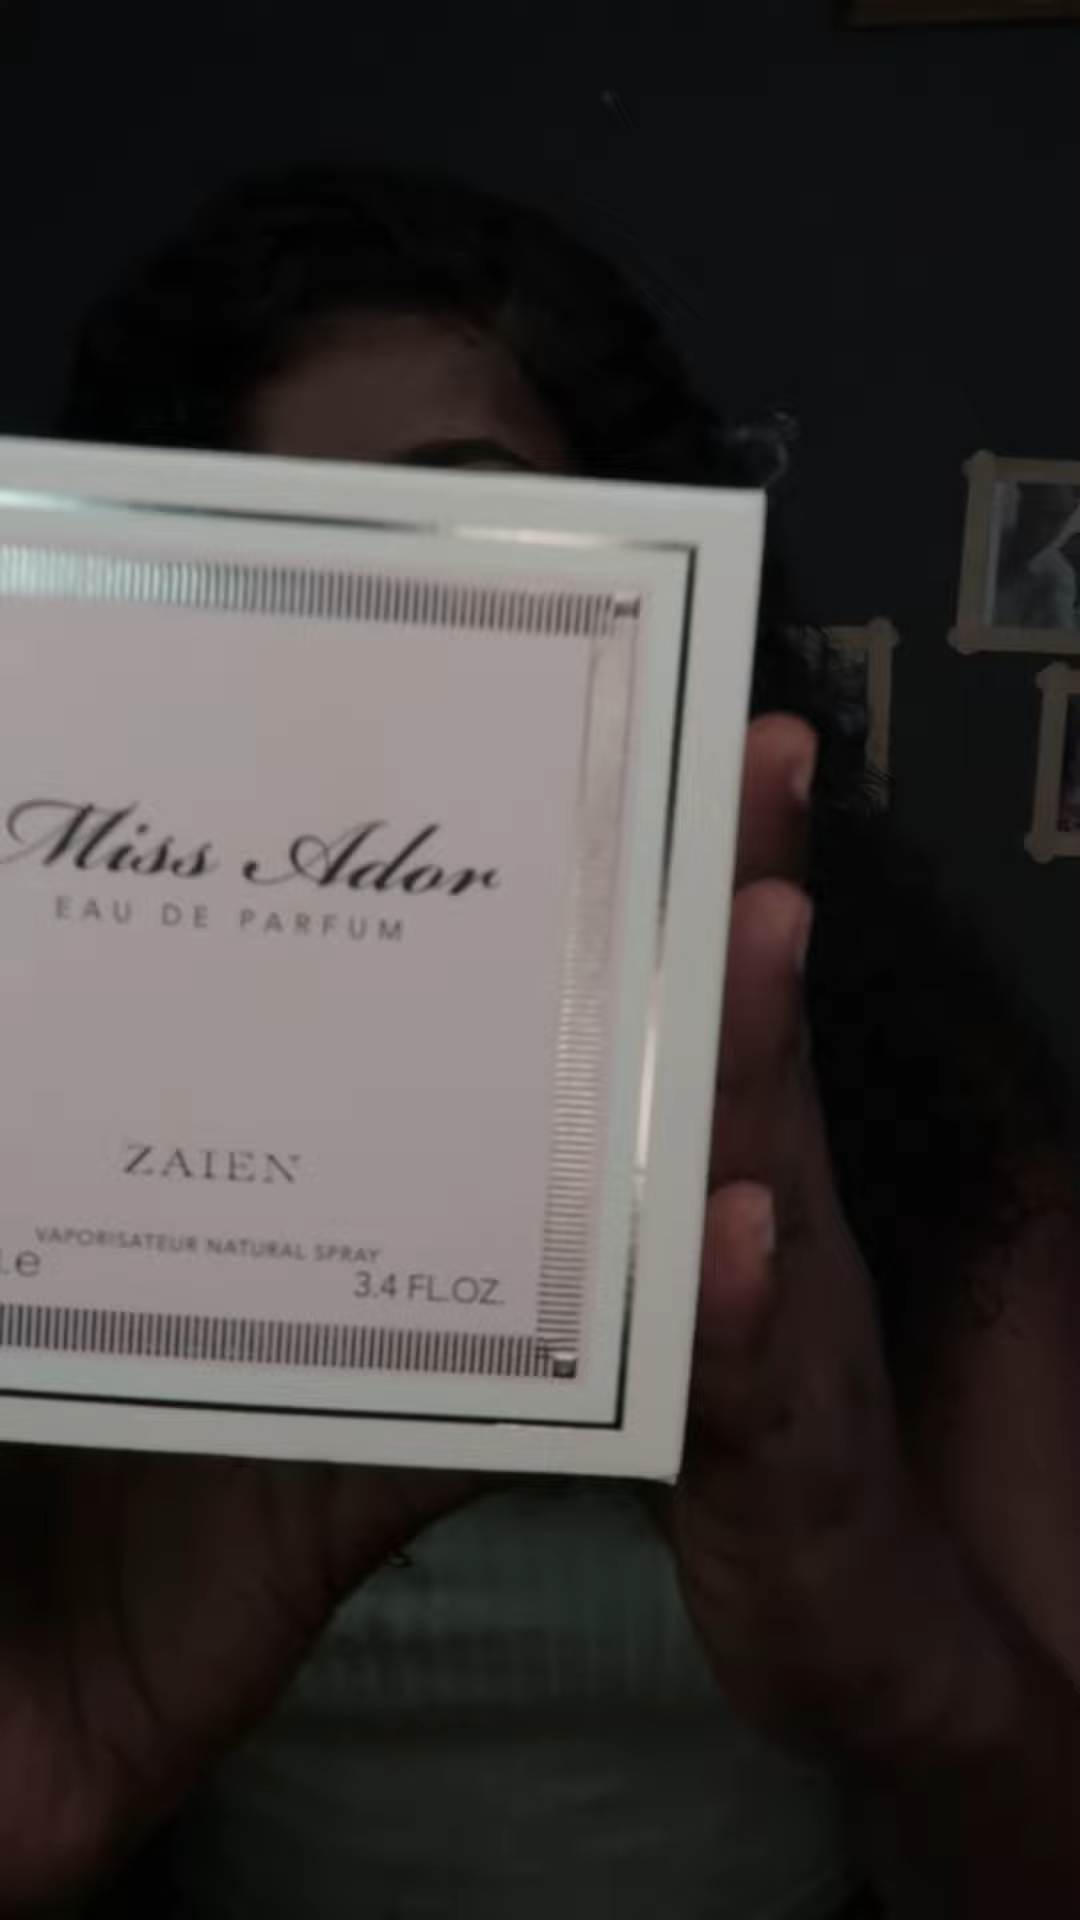 Miss Ador
EAU DE PARFUM
ZAIEN
VAPORISATEUR NATURAL SPRAY
.e
3.4 FL.OZ.